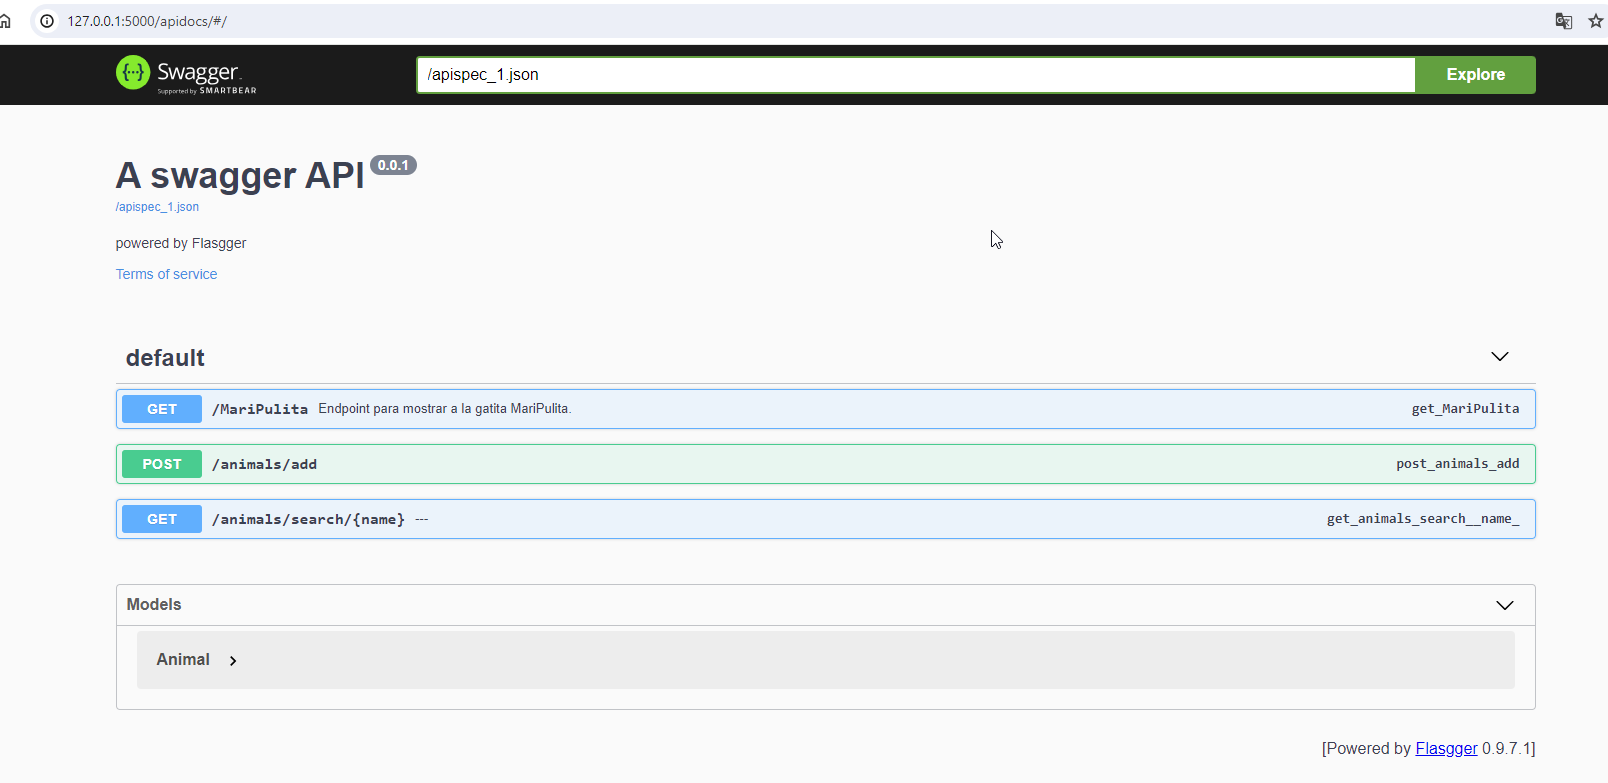 127.0.0.1:5000/apidocs/#/
{...} Swagger
Supported by SMARTBEAR
/apispec_1.json
Explore
A swagger API 0.0.1
/apispec_1.json
powered by Flasgger
Terms of service
default
GET /MariPulita Endpoint para mostrar a la gatita MariPulita. get_MariPulita
POST /animals/add post_animals_add
GET /animals/search/{name} --- get_animals_search__name_
Models
Animal
[Powered by Flasgger 0.9.7.1]